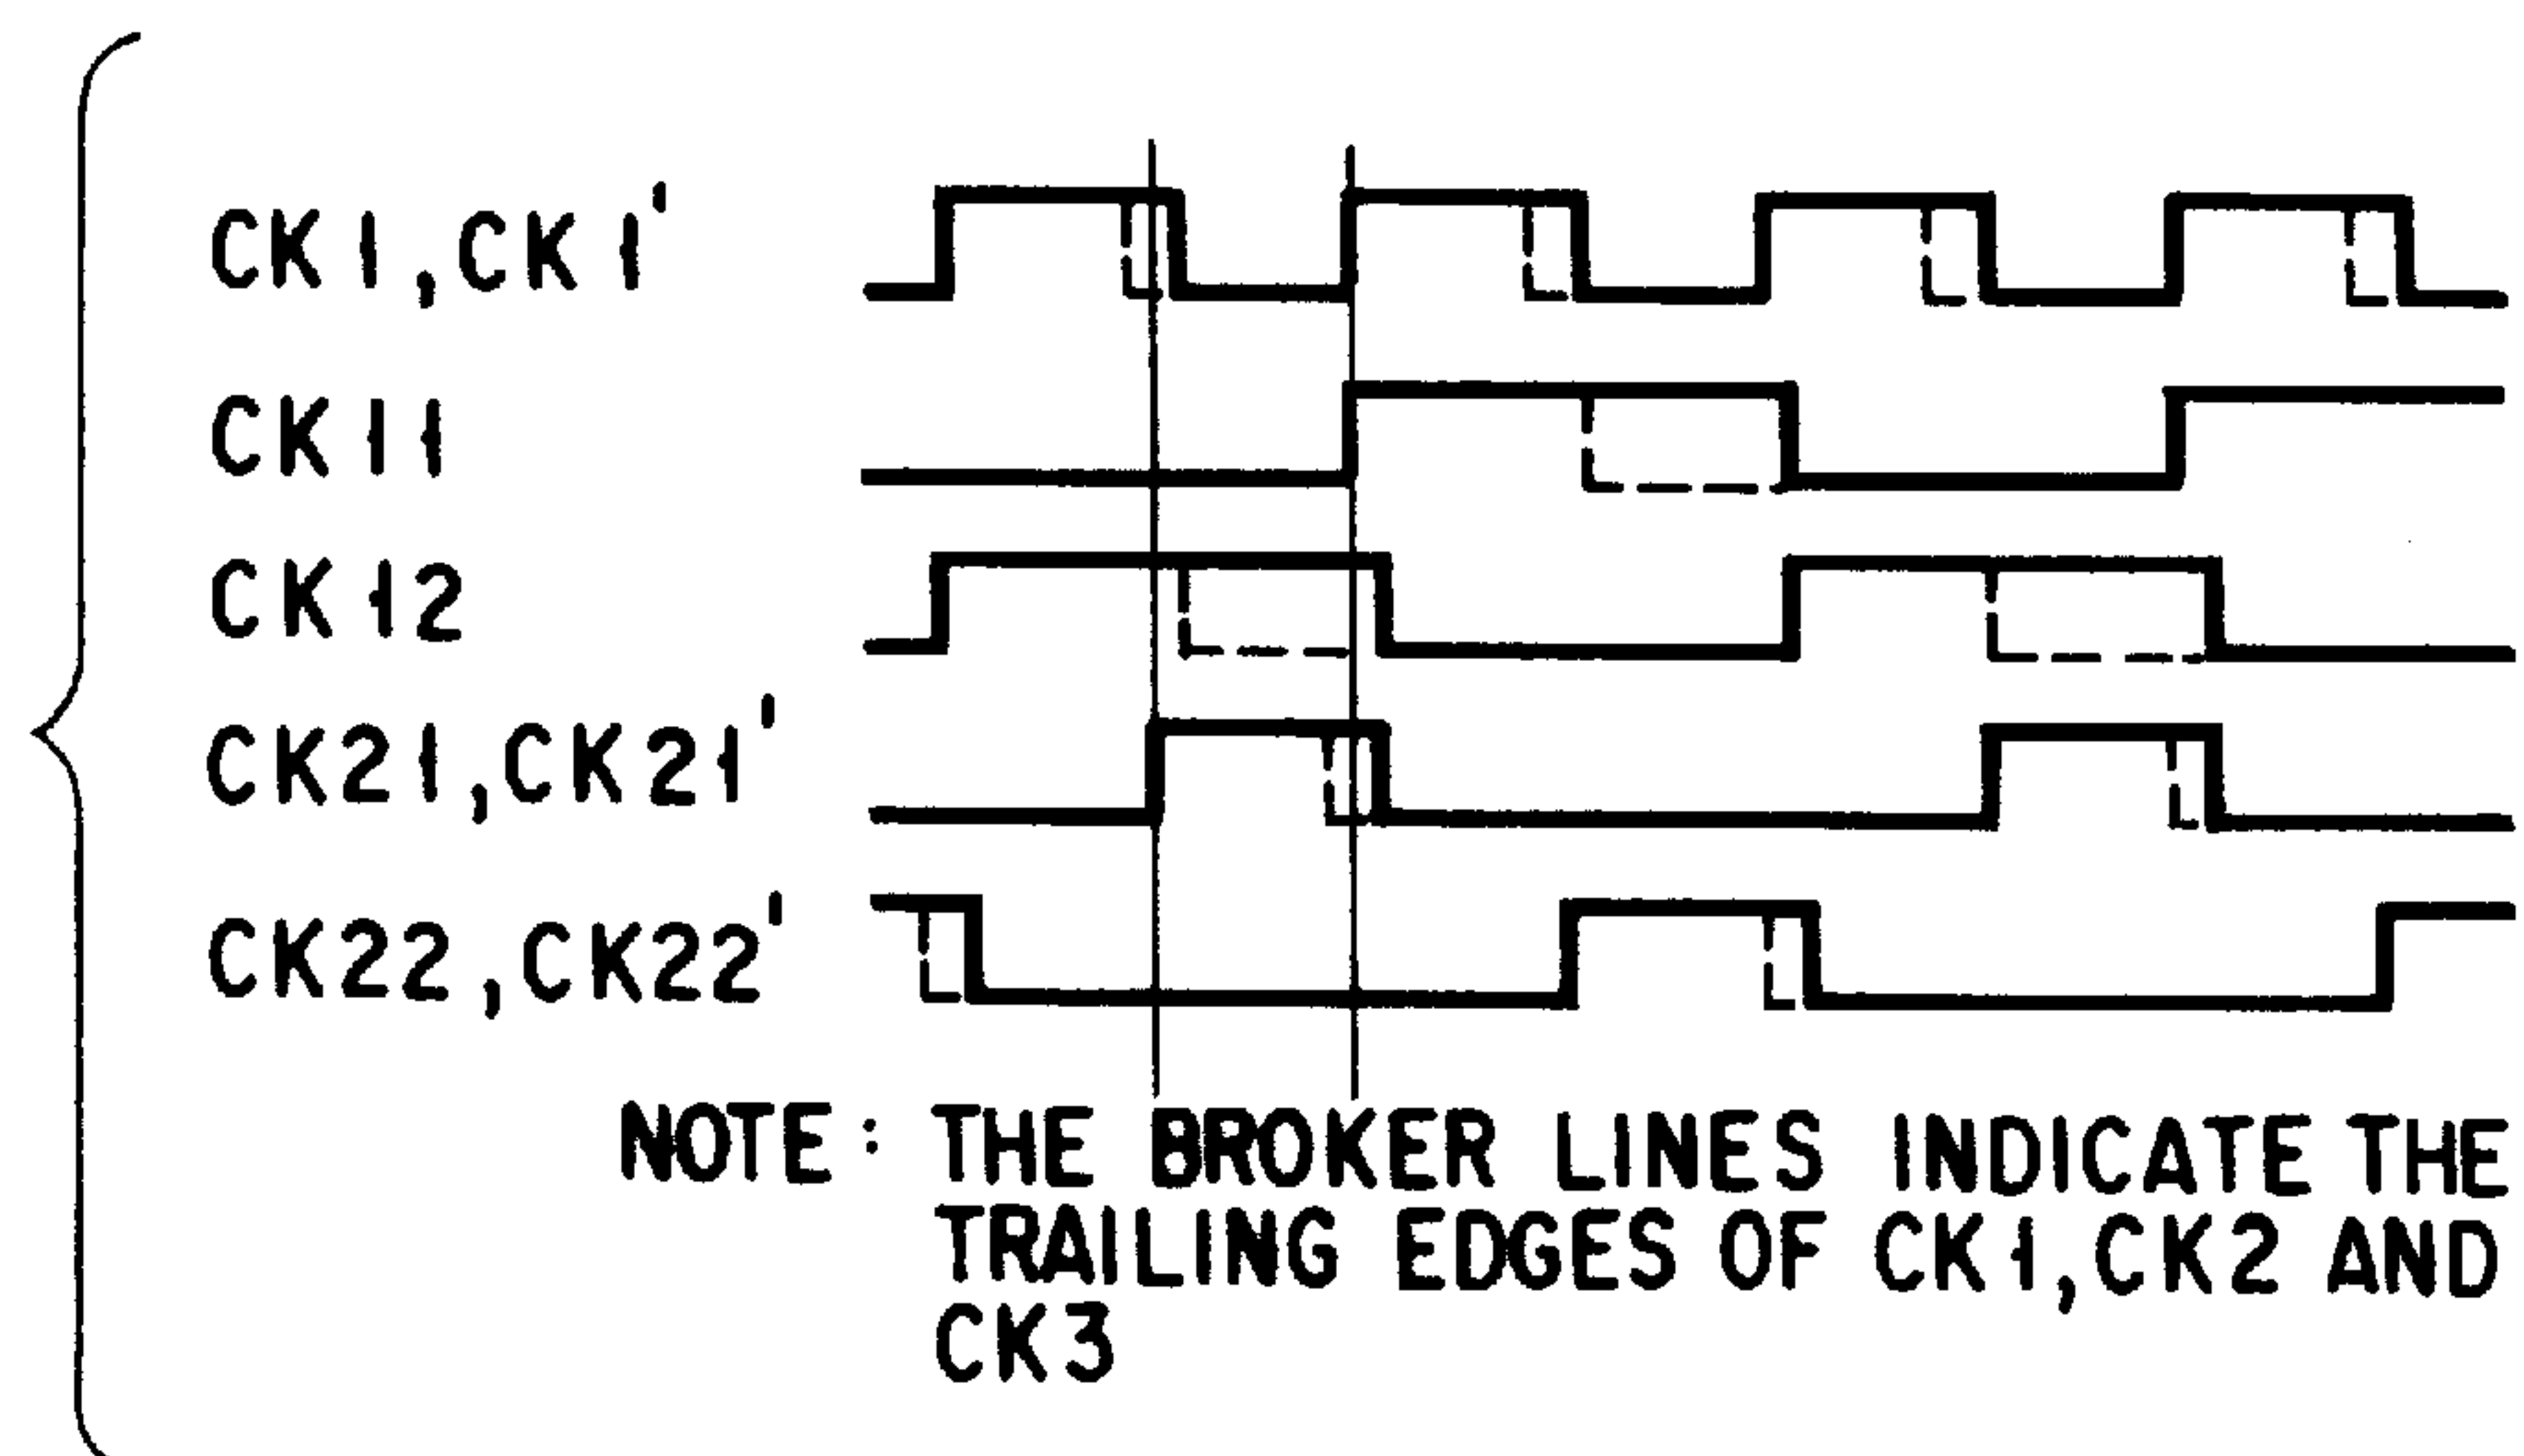 CK1,CK1'
CK11
CK12
CK21,CK21'
CK22,CK22'
NOTE: THE BROKER LINES INDICATE THE
TRAILING EDGES OF CK1,CK2 AND
CK3